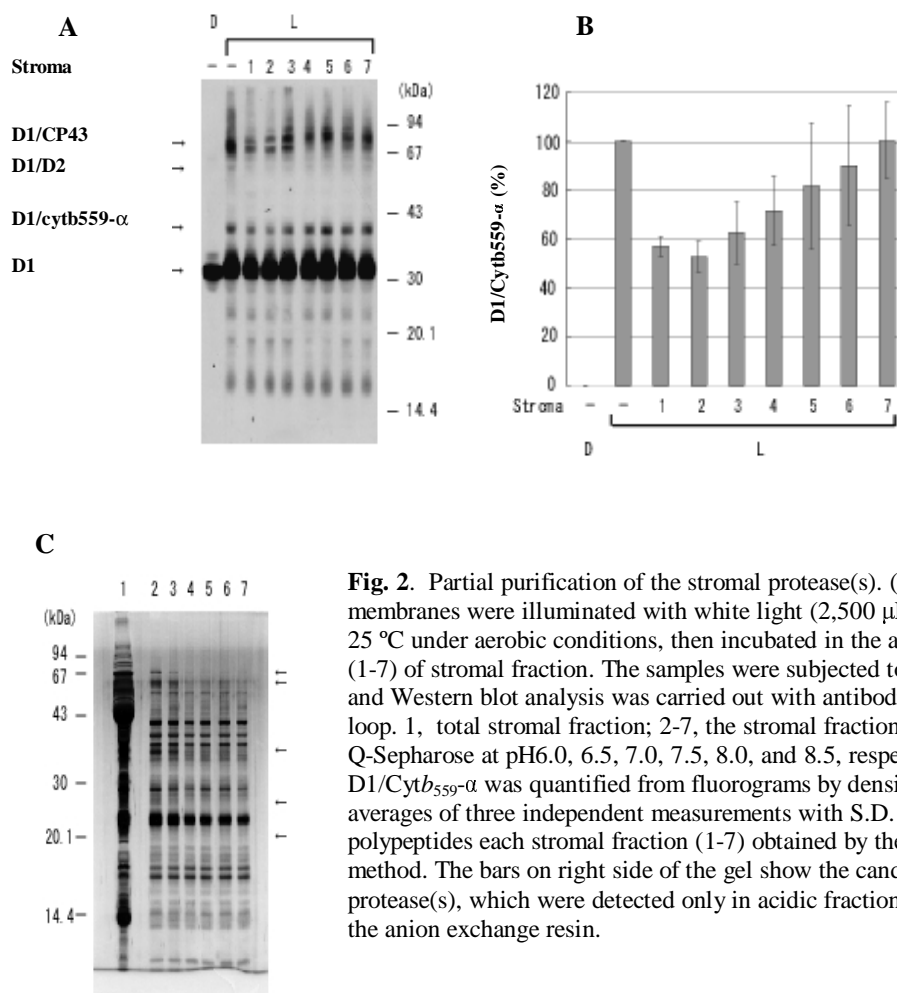 A
D L
Stroma
– – 1 2 3 4 5 6 7
(kDa)
D1/CP43
– 94
– 67
D1/D2
– 43
D1/cytb559-α
D1
– 30
– 20.1
– 14.4
B
120
100
80
60
40
20
0
D1/Cytb559-α (%)
Stroma – – 1 2 3 4 5 6 7
D L
C
1 2 3 4 5 6 7
(kDa)
94 –
67 –
43 –
30 –
20.1 –
14.4 –
Fig. 2. Partial purification of the stromal protease(s). (
membranes were illuminated with white light (2,500 μ
25 ºC under aerobic conditions, then incubated in the a
(1-7) of stromal fraction. The samples were subjected to
and Western blot analysis was carried out with antibod
loop. 1, total stromal fraction; 2-7, the stromal fraction
Q-Sepharose at pH6.0, 6.5, 7.0, 7.5, 8.0, and 8.5, respe
D1/Cytb559-α was quantified from fluorograms by densi
averages of three independent measurements with S.D.
polypeptides each stromal fraction (1-7) obtained by the
method. The bars on right side of the gel show the canc
protease(s), which were detected only in acidic fraction
the anion exchange resin.